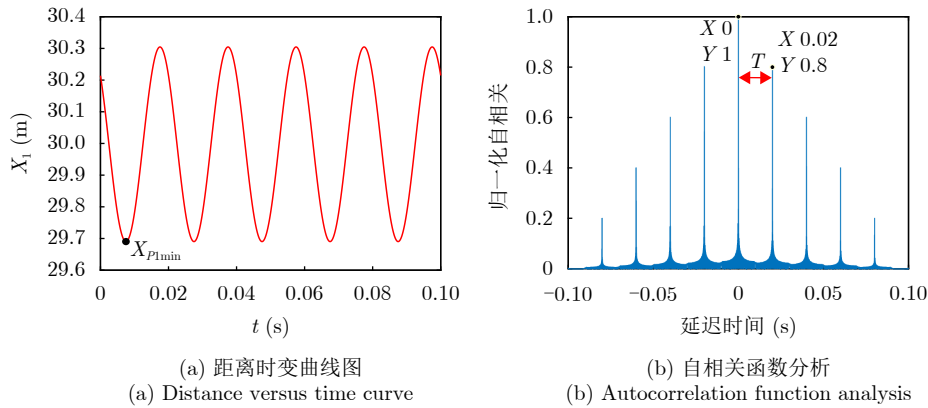 30.4
30.3
30.2
30.1
30.0
29.9
29.8
29.7
29.6
X₁ (m)
X_{P1min}
0 0.02 0.04 0.06 0.08 0.10
t (s)
(a) 距离时变曲线图
(a) Distance versus time curve
1.0
0.8
0.6
0.4
0.2
0
归一化自相关
X 0
Y 1
T
X 0.02
Y 0.8
−0.10 −0.05 0 0.05 0.10
延迟时间 (s)
(b) 自相关函数分析
(b) Autocorrelation function analysis